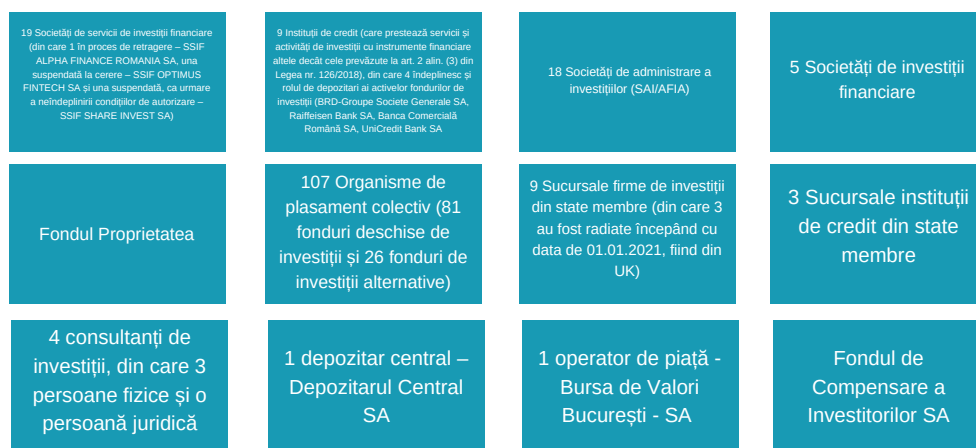 19 Societăți de servicii de investiții financiare
(din care 1 în proces de retragere – SSIF
ALPHA FINANCE ROMANIA SA, una
suspendată la cerere – SSIF OPTIMUS
FINTECH SA și una suspendată, ca urmare
a neîndeplinirii condițiilor de autorizare –
SSIF SHARE INVEST SA)
9 Instituții de credit (care prestează servicii și
activități de investiții cu instrumente financiare
altele decât cele prevăzute la art. 2 alin. (3) din
Legea nr. 126/2018), din care 4 îndeplinesc și
rolul de depozitari ai activelor fondurilor de
investiții (BRD-Groupe Societe Generale SA,
Raiffeisen Bank SA, Banca Comercială
Română SA, UniCredit Bank SA
18 Societăți de administrare a
investițiilor (SAI/AFIA)
5 Societăți de investiții
financiare
Fondul Proprietatea
107 Organisme de
plasament colectiv (81
fonduri deschise de
investiții și 26 fonduri de
investiții alternative)
9 Sucursale firme de investiții
din state membre (din care 3
au fost radiate începând cu
data de 01.01.2021, fiind din
UK)
3 Sucursale instituții
de credit din state
membre
4 consultanți de
investiții, din care 3
persoane fizice și o
persoană juridică
1 depozitar central –
Depozitarul Central
SA
1 operator de piață -
Bursa de Valori
București - SA
Fondul de
Compensare a
Investitorilor SA